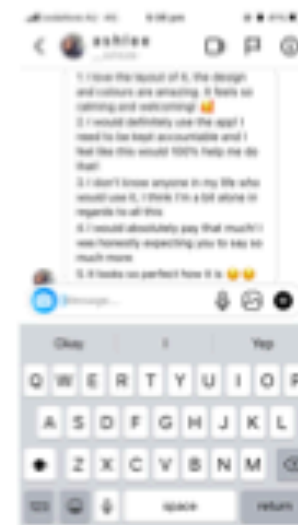 ashlee
1. I love the layout of it, the design
and colours are amazing. It feels so
calming and welcoming! 🥰
2. I would definitely use the app! I
need to be kept accountable and I
feel like this would 100% help me do
that!
3. I don't know anyone in my life who
would use it, I think I'm a bit alone in
regards to all this
4. I would absolutely pay that much! I
was honestly expecting you to say so
much more
5. It looks so perfect how it is
Message...
Okay I Yep
Q W E R T Y U I O P
A S D F G H J K L
Z X C V B N M
123 space return